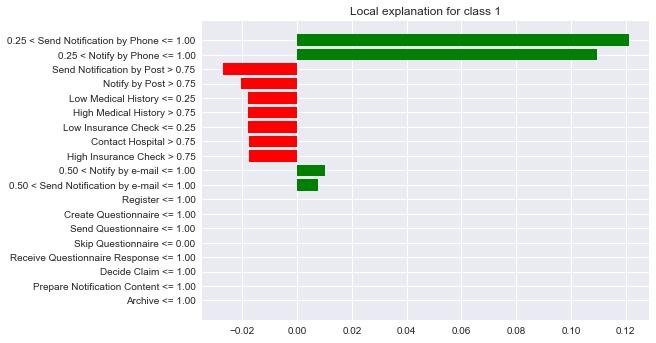 Local explanation for class 1
0.25 < Send Notification by Phone <= 1.00
0.25 < Notify by Phone <= 1.00
Send Notification by Post > 0.75
Notify by Post > 0.75
Low Medical History <= 0.25
High Medical History > 0.75
Low Insurance Check <= 0.25
Contact Hospital > 0.75
High Insurance Check > 0.75
0.50 < Notify by e-mail <= 1.00
0.50 < Send Notification by e-mail <= 1.00
Register <= 1.00
Create Questionnaire <= 1.00
Send Questionnaire <= 1.00
Skip Questionnaire <= 0.00
Receive Questionnaire Response <= 1.00
Decide Claim <= 1.00
Prepare Notification Content <= 1.00
Archive <= 1.00
−0.02 0.00 0.02 0.04 0.06 0.08 0.10 0.12